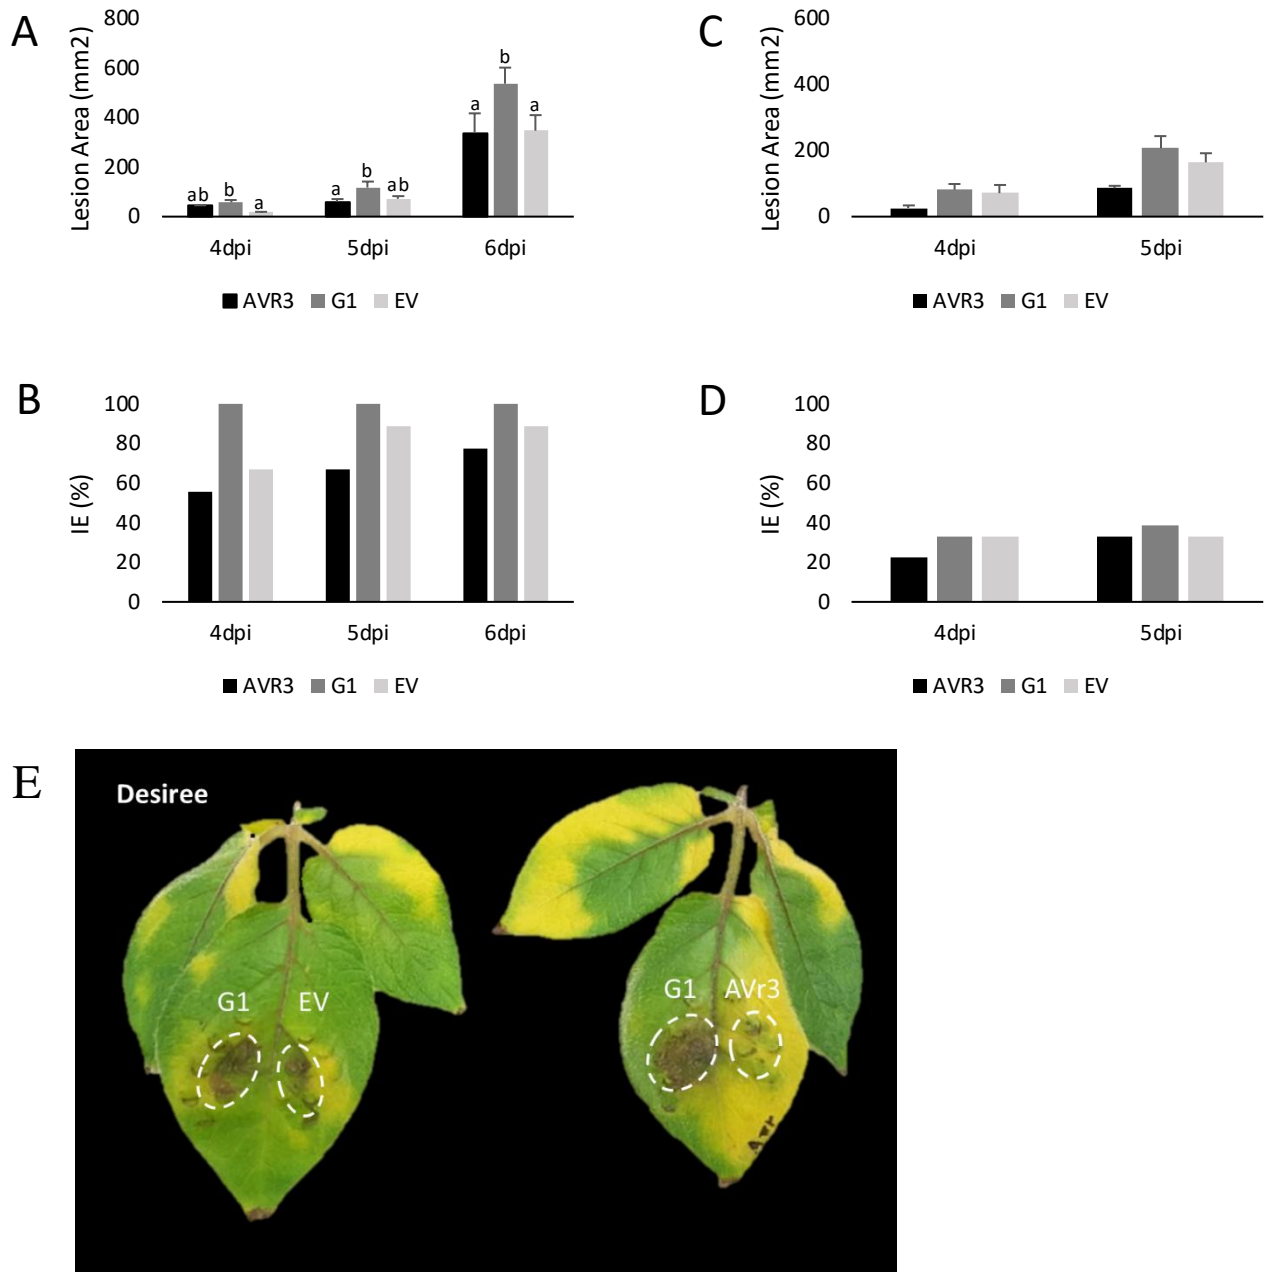 A
Lesion Area (mm2)
800
600
400
200
0
ab b a
a b ab
a b a
4dpi 5dpi 6dpi
AVR3 G1 EV
C
Lesion Area (mm2)
600
400
200
0
4dpi 5dpi
AVR3 G1 EV
B
IE (%)
100
80
60
40
20
0
4dpi 5dpi 6dpi
AVR3 G1 EV
D
IE (%)
100
80
60
40
20
0
4dpi 5dpi
AVR3 G1 EV
E
Desiree
G1 EV
G1 AVr3